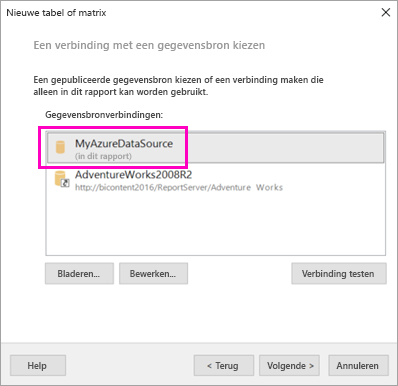 Nieuwe tabel of matrix
Een verbinding met een gegevensbron kiezen
Een gepubliceerde gegevensbron kiezen of een verbinding maken die
alleen in dit rapport kan worden gebruikt.
Gegevensbronverbindingen:
MyAzureDataSource
(in dit rapport)
AdventureWorks2008R2
http://bicontent2016/ReportServer/Adventure Works
Bladeren...
Bewerken...
Verbinding testen
Help
< Terug
Volgende >
Annuleren